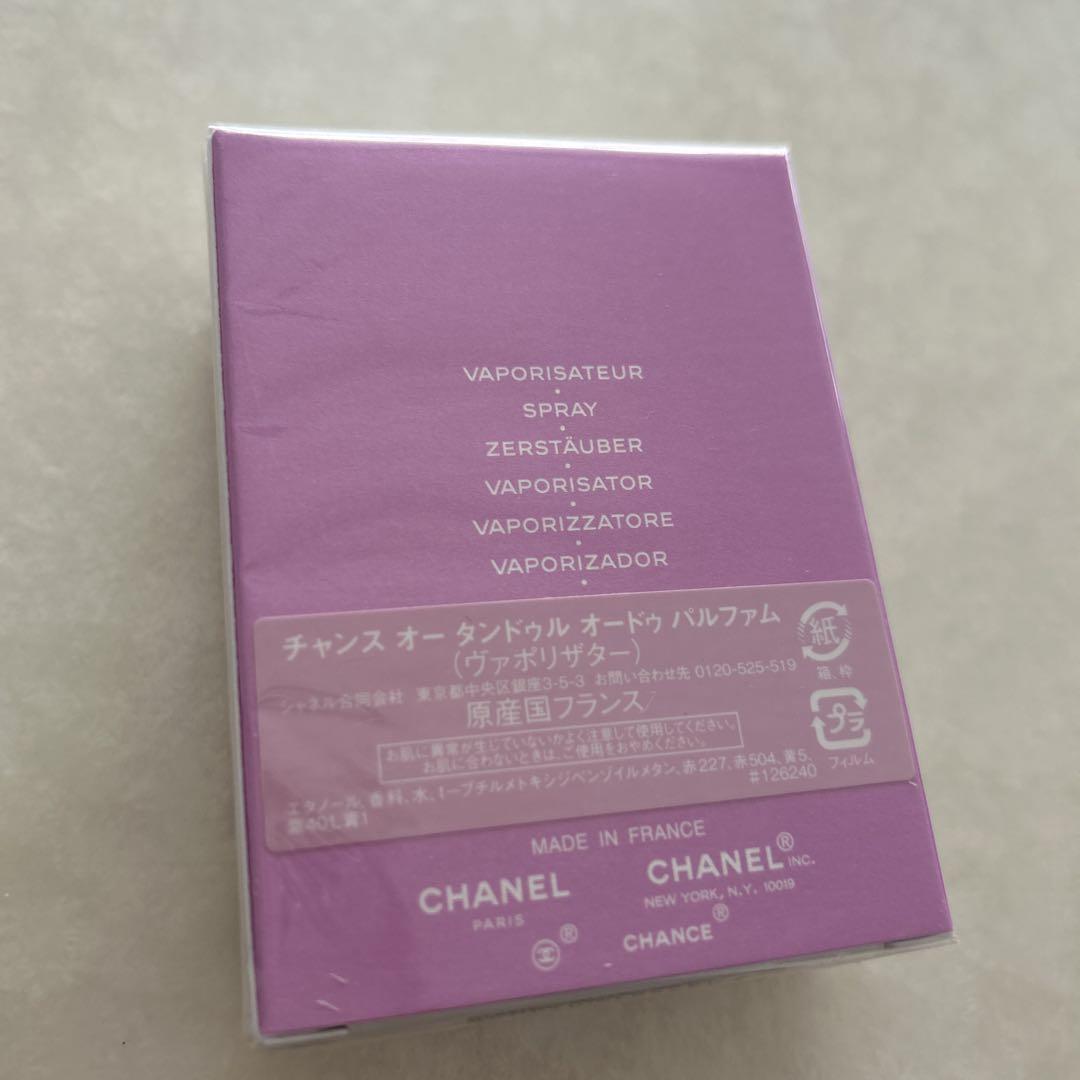 VAPORISATEUR
SPRAY
ZERSTÄUBER
VAPORISATOR
VAPORIZZATORE
VAPORIZADOR
チャンス オー タンドゥル オードゥ パルファム
(ヴァポリザター)
シャネル合同会社 東京都中央区銀座3-5-3 お問い合わせ先 0120-525-519
原産国フランス
お肌に異常が生じていないかよく注意して使用してください。
お肌に合わないときは、ご使用をおやめください。
エタノール、香料、水、t-ブチルメトキシジベンゾイルメタン、赤227、赤504、黄5、
紫401、黄1
#126240
紙
箱、枠
プラ
フィルム
MADE IN FRANCE
CHANEL
PARIS
CHANEL® INC.
NEW YORK, N.Y. 10019
®
CHANCE®